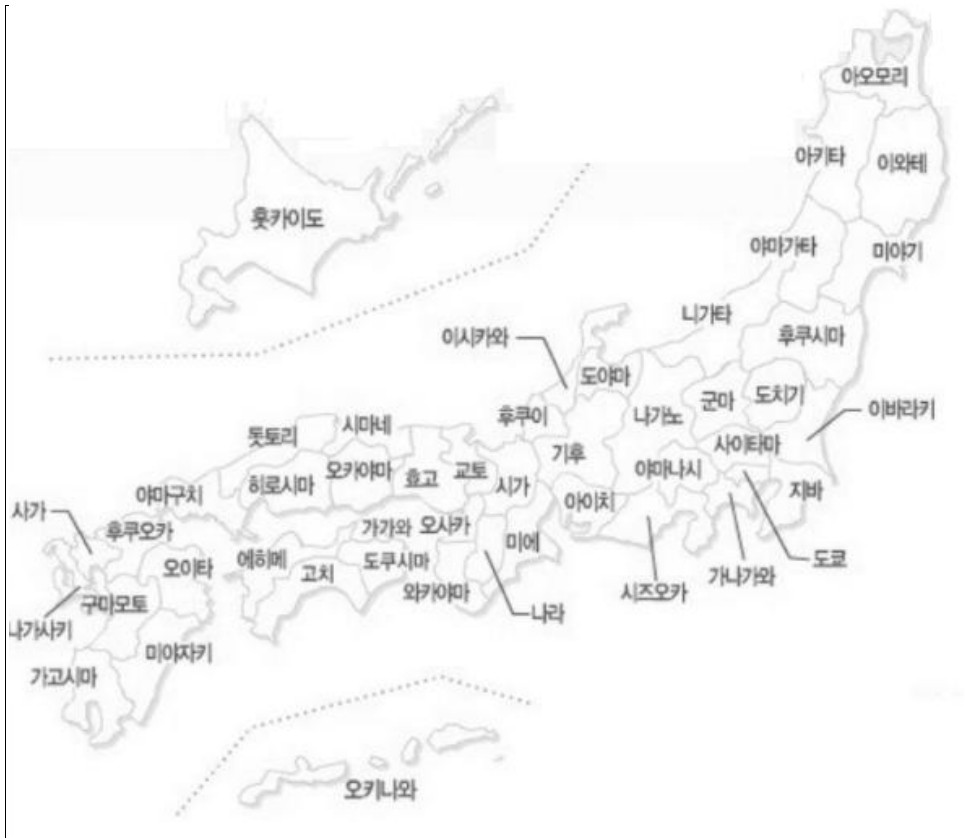 아오모리
아키타
이와테
훗카이도
야마가타
미야기
니가타
이시카와
후쿠시마
도야마
도치기
군마
이바라키
후쿠이
나가노
시마네
돗토리
사이타마
기후
오카야마
야마나시
교토
효고
히로시마
시가
지바
야마구치
아이치
사가
가가와
오사카
후쿠오카
미에
에히메
도쿠시마
도쿄
오이타
고치
가나가와
시즈오카
와카야마
구마모토
나라
나가사키
미야자키
가고시마
오키나와